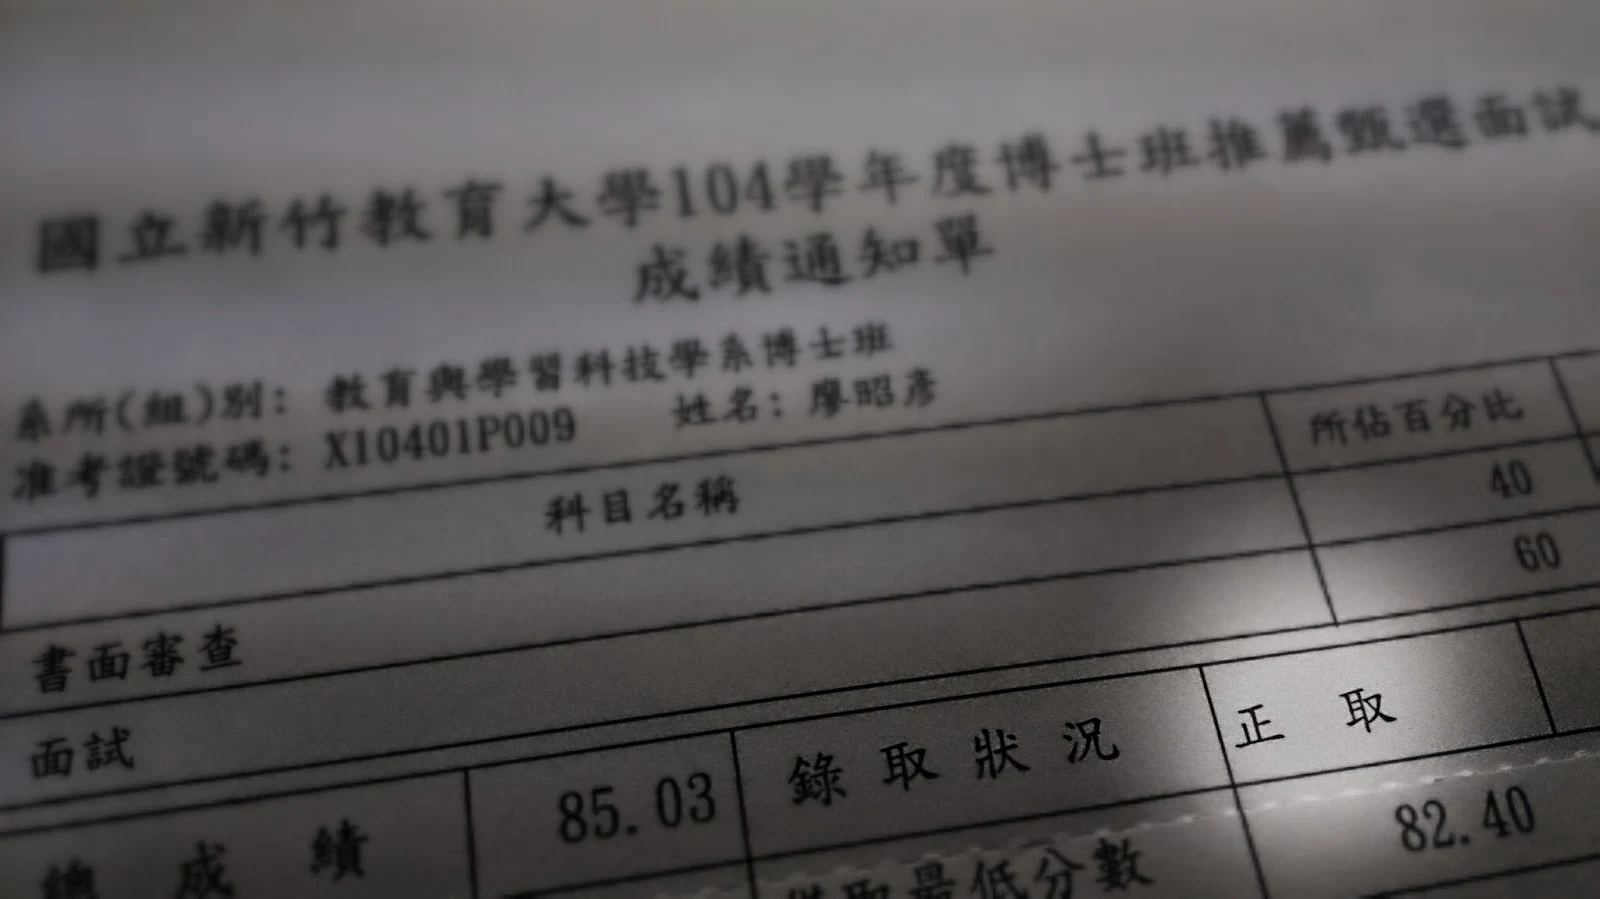 國立新竹教育大學104學年度博士班推薦甄選面試
成績通知單
系所(組)別: 教育與學習科技學系博士班
准考證號碼: X10401P009 姓名: 廖昭彥
科目名稱 所佔百分比
書面審查 40
面試 60
總成績 85.03 錄取狀況 正取
最低分數 82.40